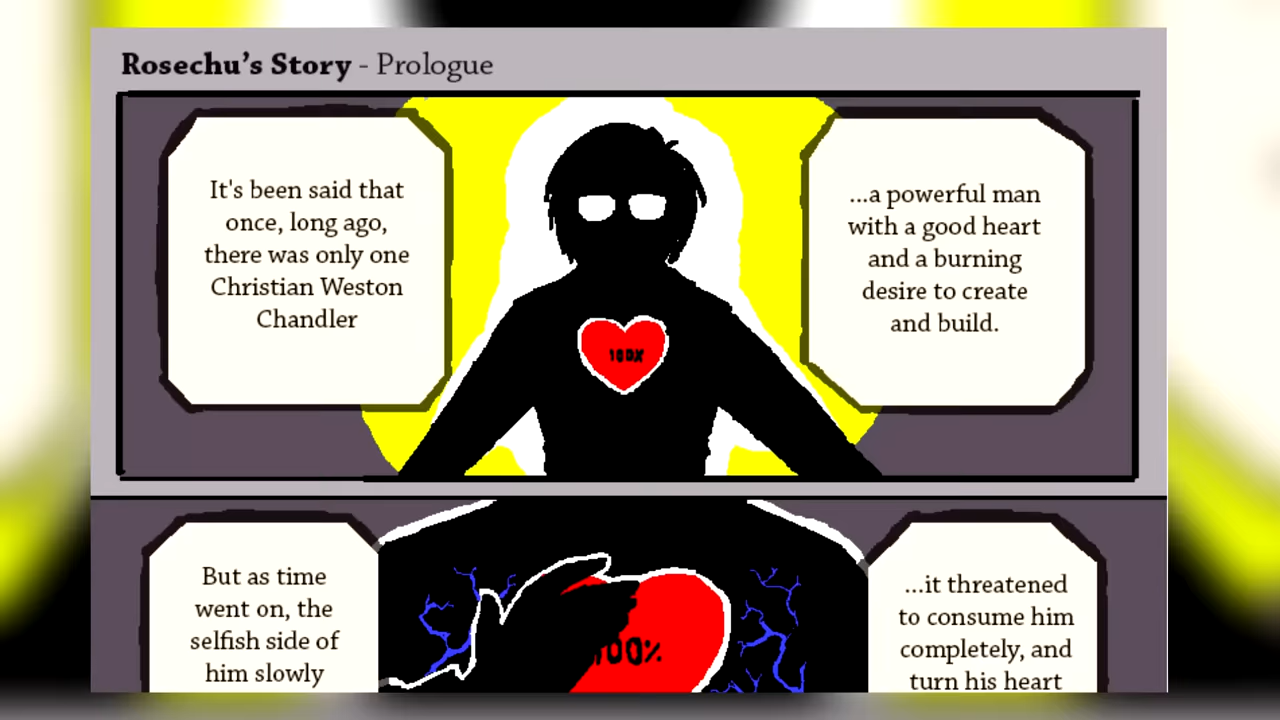 Rosechu's Story - Prologue
It's been said that
once, long ago,
there was only one
Christian Weston
Chandler
...a powerful man
with a good heart
and a burning
desire to create
and build.
100%
But as time
went on, the
selfish side of
him slowly
100%
...it threatened
to consume him
completely, and
turn his heart